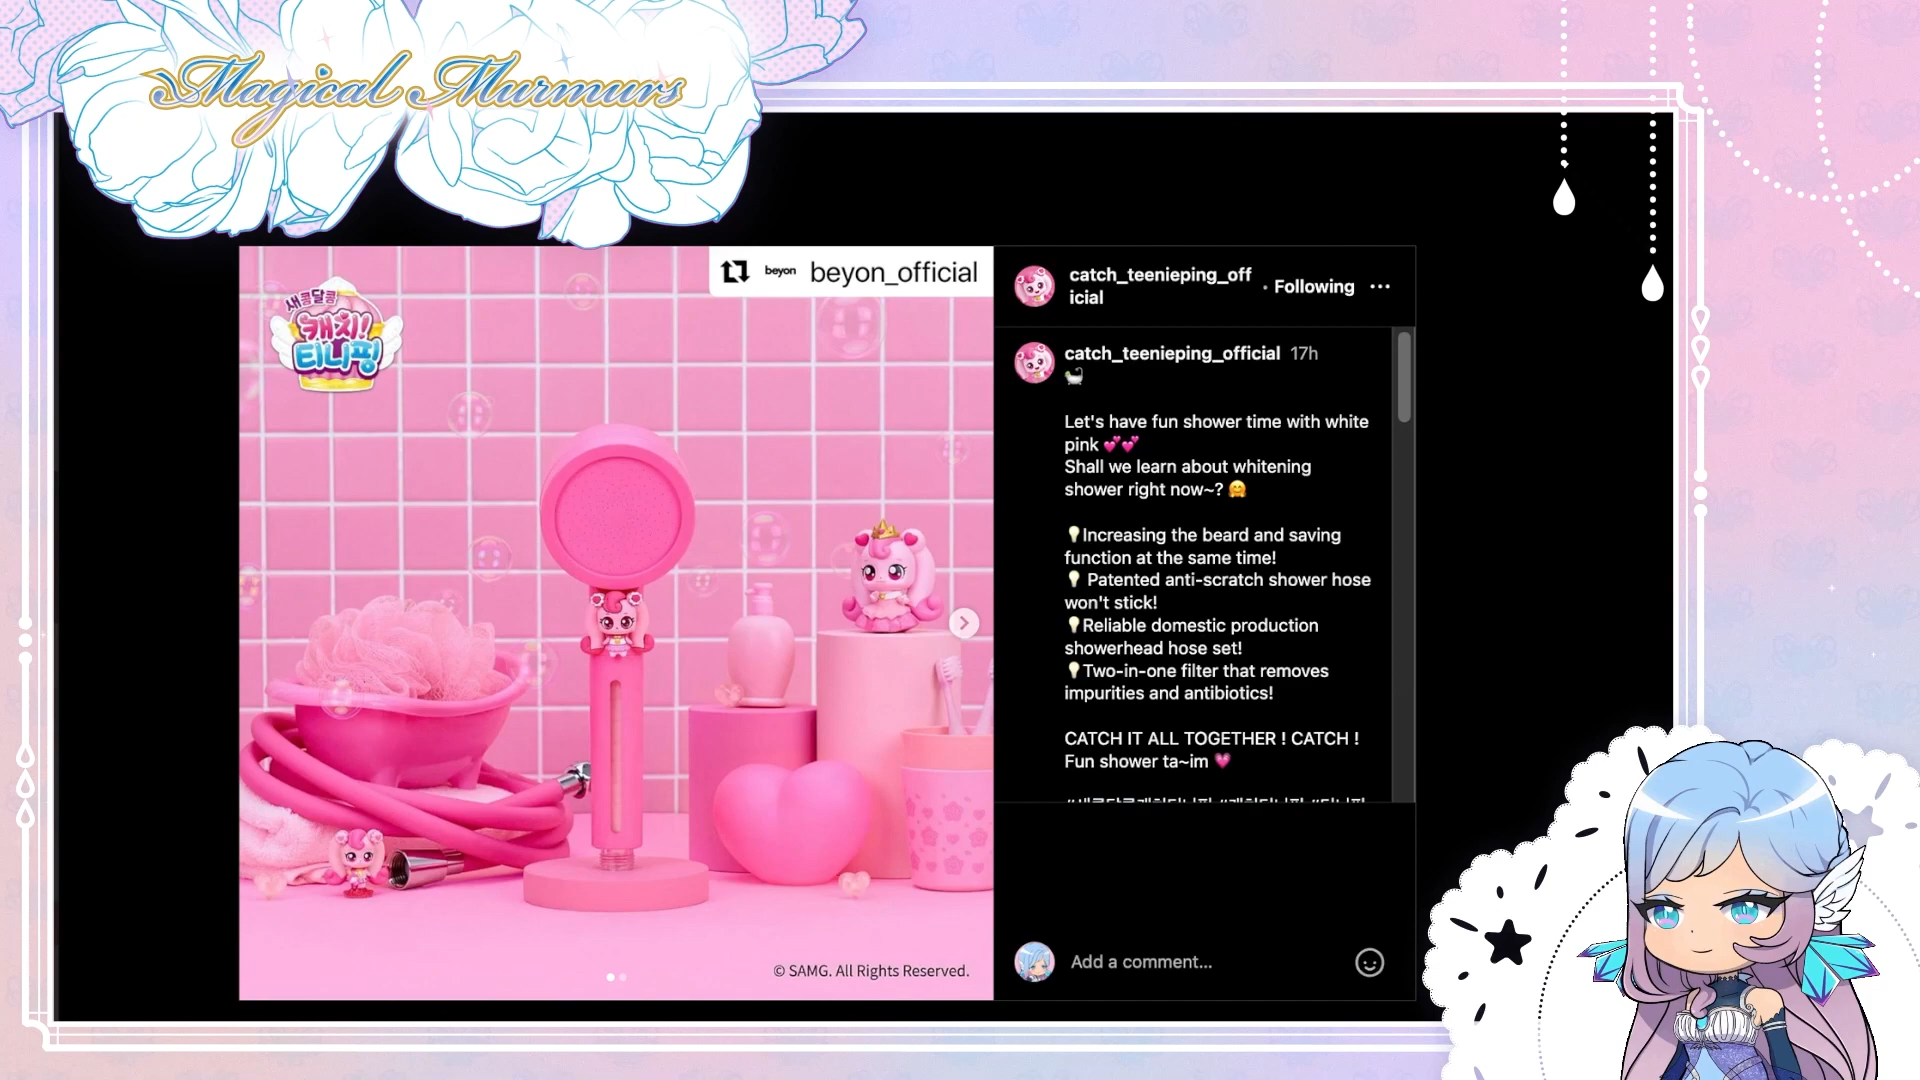 Magical Murmurs
beyon beyon_official
새콤달콤
캐치!
티니핑
catch_teenieping_off
icial
• Following
catch_teenieping_official 17h
Let's have fun shower time with white
pink 💕💕
Shall we learn about whitening
shower right now~? 🤗
💡Increasing the beard and saving
function at the same time!
💡 Patented anti-scratch shower hose
won't stick!
💡Reliable domestic production
showerhead hose set!
💡Two-in-one filter that removes
impurities and antibiotics!
CATCH IT ALL TOGETHER ! CATCH !
Fun shower ta~im 💗
© SAMG. All Rights Reserved.
Add a comment...